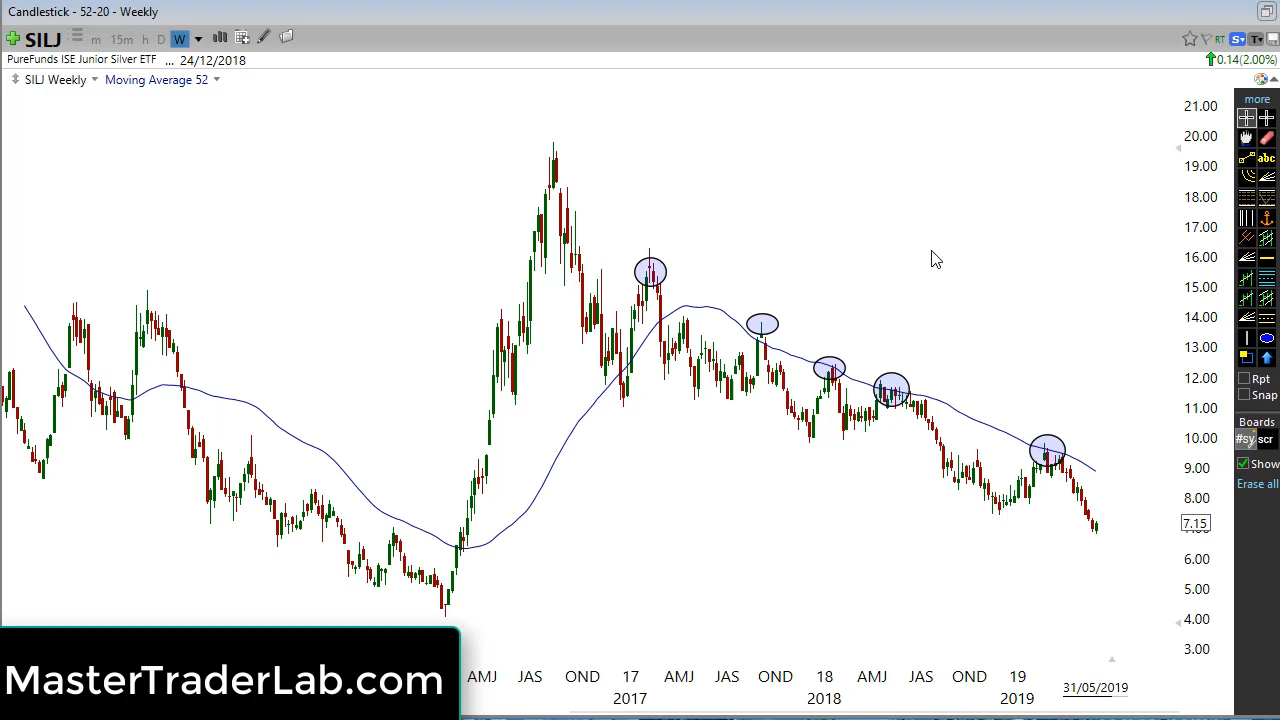 Candlestick - 52-20 - Weekly
SILJ m 15m h D W RT S T
PureFunds ISE Junior Silver ETF ... 24/12/2018 0.14(2.00%)
SILJ Weekly Moving Average 52
more
abc
21.00
20.00
19.00
18.00
17.00
16.00
15.00
14.00
13.00
12.00
11.00
10.00
9.00
8.00
7.15
6.00
5.00
4.00
3.00
Rpt
Snap
Boards
#sy scr
Show
Erase all
AMJ JAS OND 17 AMJ JAS OND 18 AMJ JAS OND 19
2017 2018 2019 31/05/2019
MasterTraderLab.com